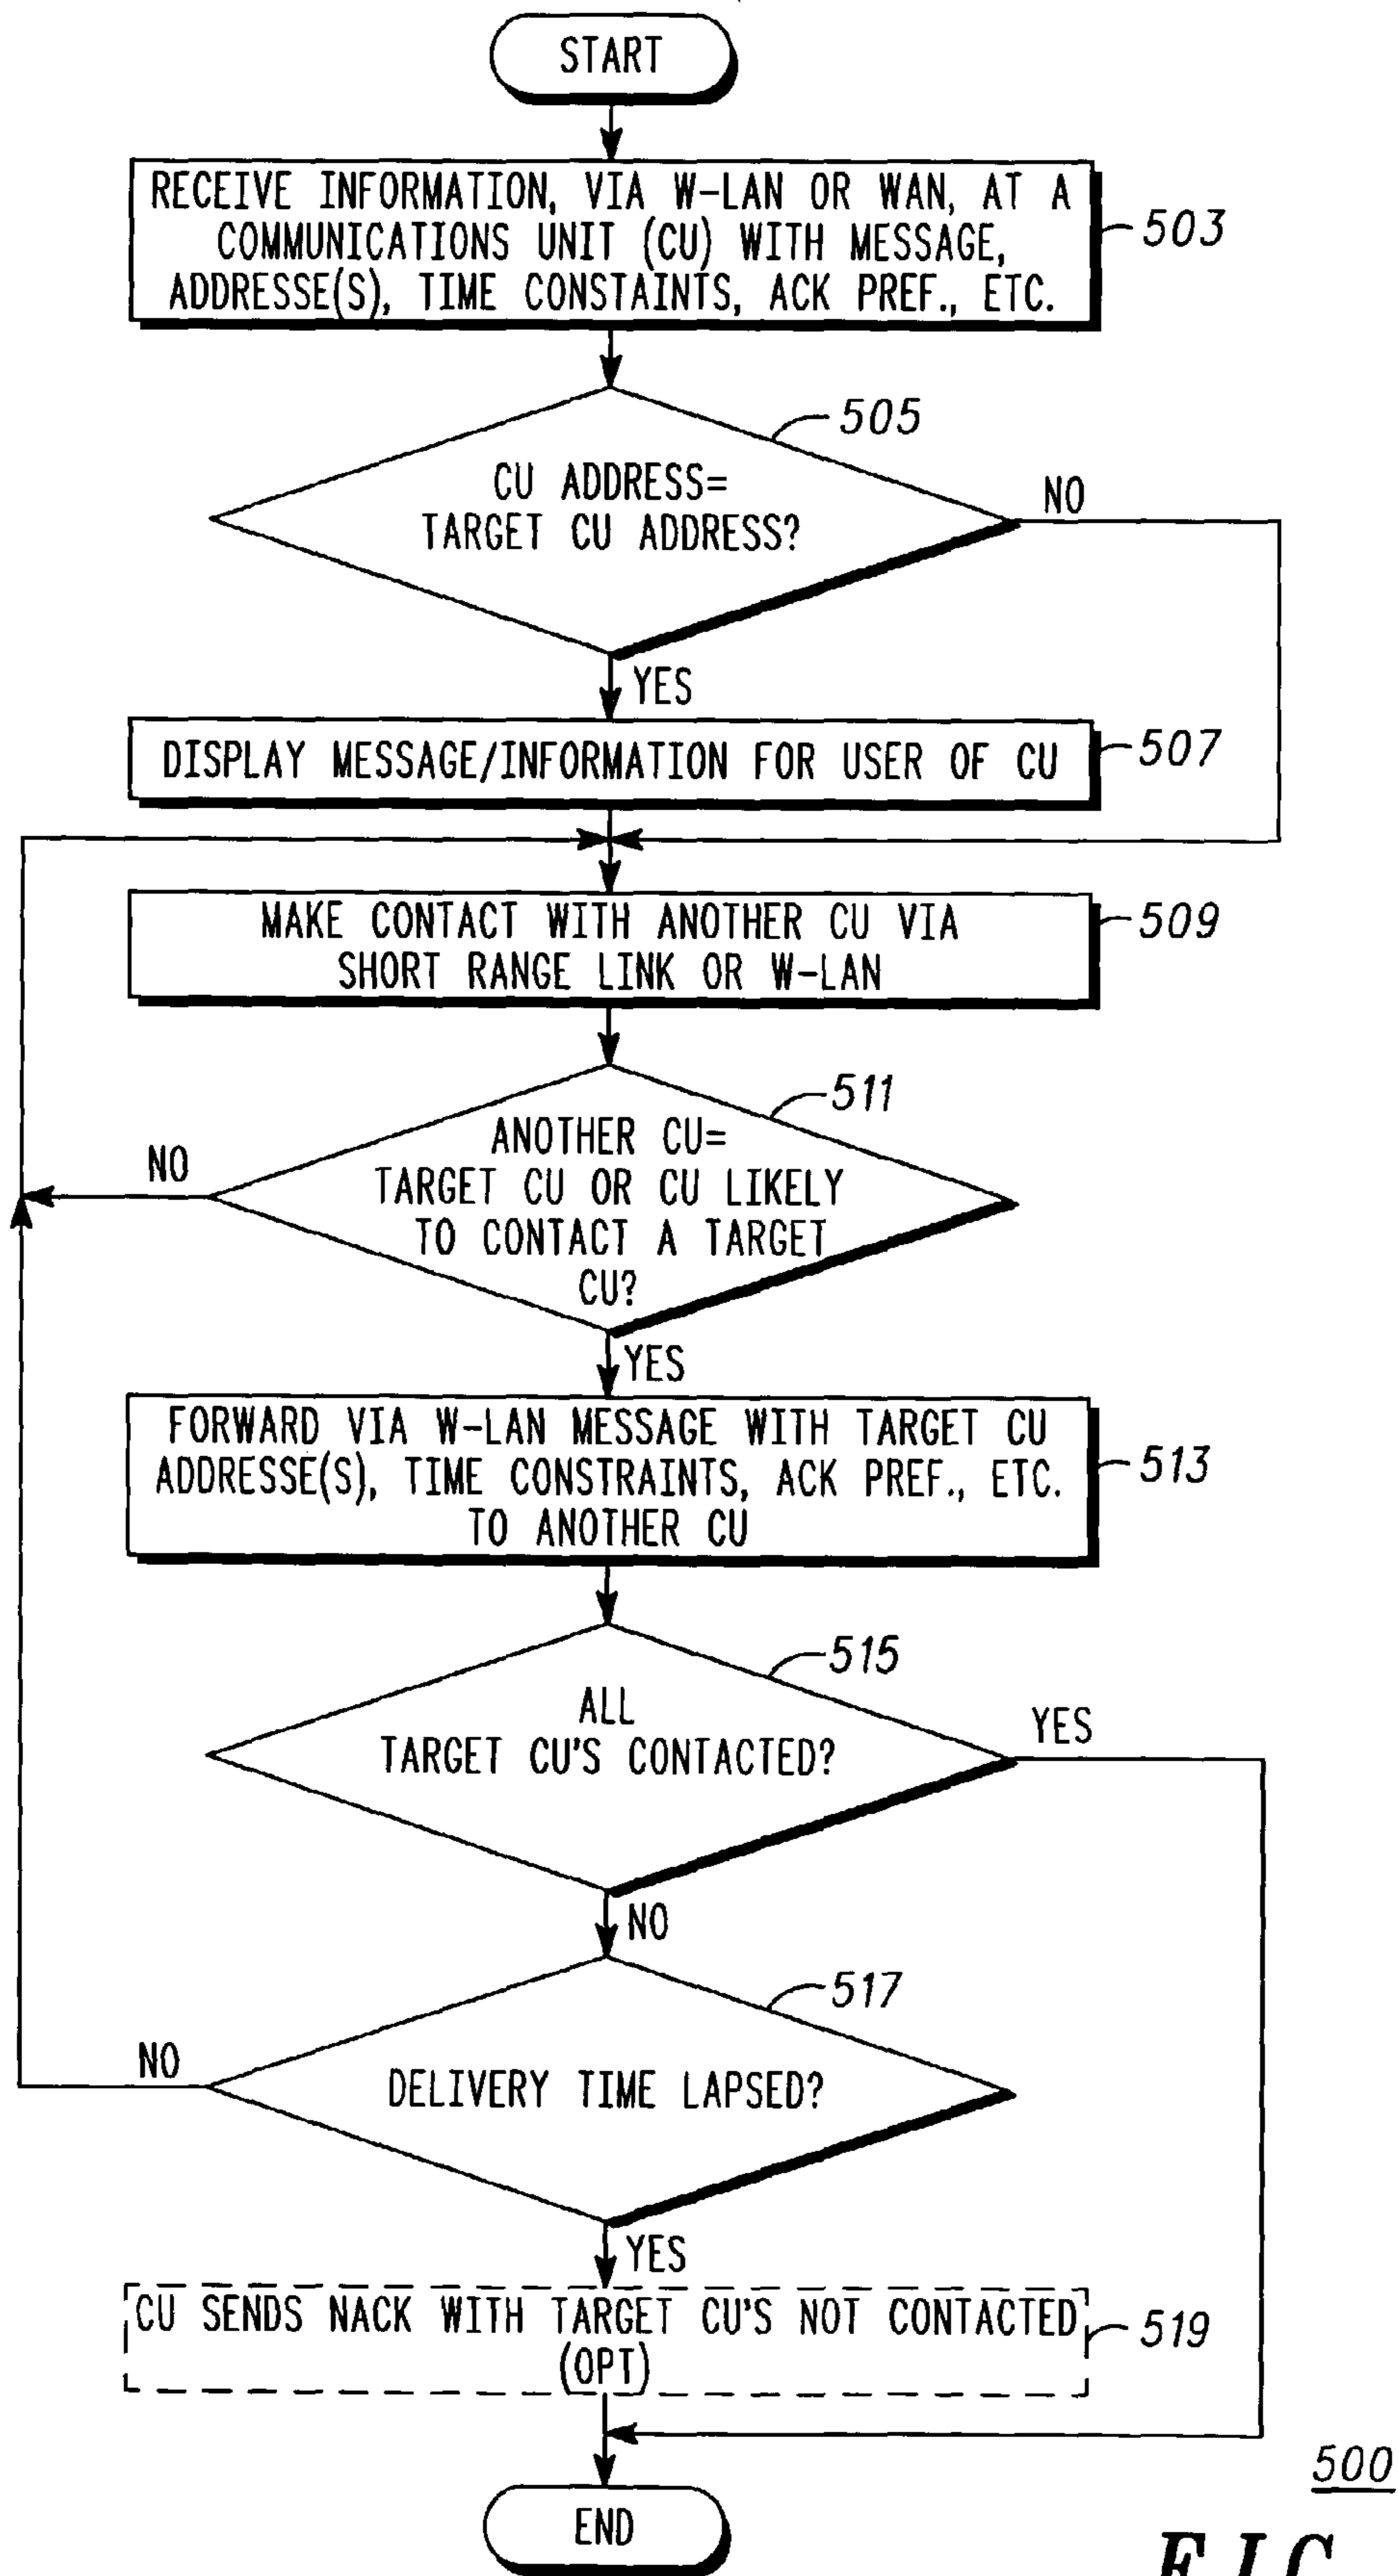 START
RECEIVE INFORMATION, VIA W-LAN OR WAN, AT A
COMMUNICATIONS UNIT (CU) WITH MESSAGE,
ADDRESSE(S), TIME CONSTAINTS, ACK PREF., ETC.
503
505
CU ADDRESS=
TARGET CU ADDRESS?
NO
YES
DISPLAY MESSAGE/INFORMATION FOR USER OF CU
507
MAKE CONTACT WITH ANOTHER CU VIA
SHORT RANGE LINK OR W-LAN
509
511
ANOTHER CU=
TARGET CU OR CU LIKELY
TO CONTACT A TARGET
CU?
NO
YES
FORWARD VIA W-LAN MESSAGE WITH TARGET CU
ADDRESSE(S), TIME CONSTRAINTS, ACK PREF., ETC.
TO ANOTHER CU
513
515
ALL
TARGET CU'S CONTACTED?
YES
NO
517
DELIVERY TIME LAPSED?
NO
YES
CU SENDS NACK WITH TARGET CU'S NOT CONTACTED
(OPT)
519
END
500
FIG